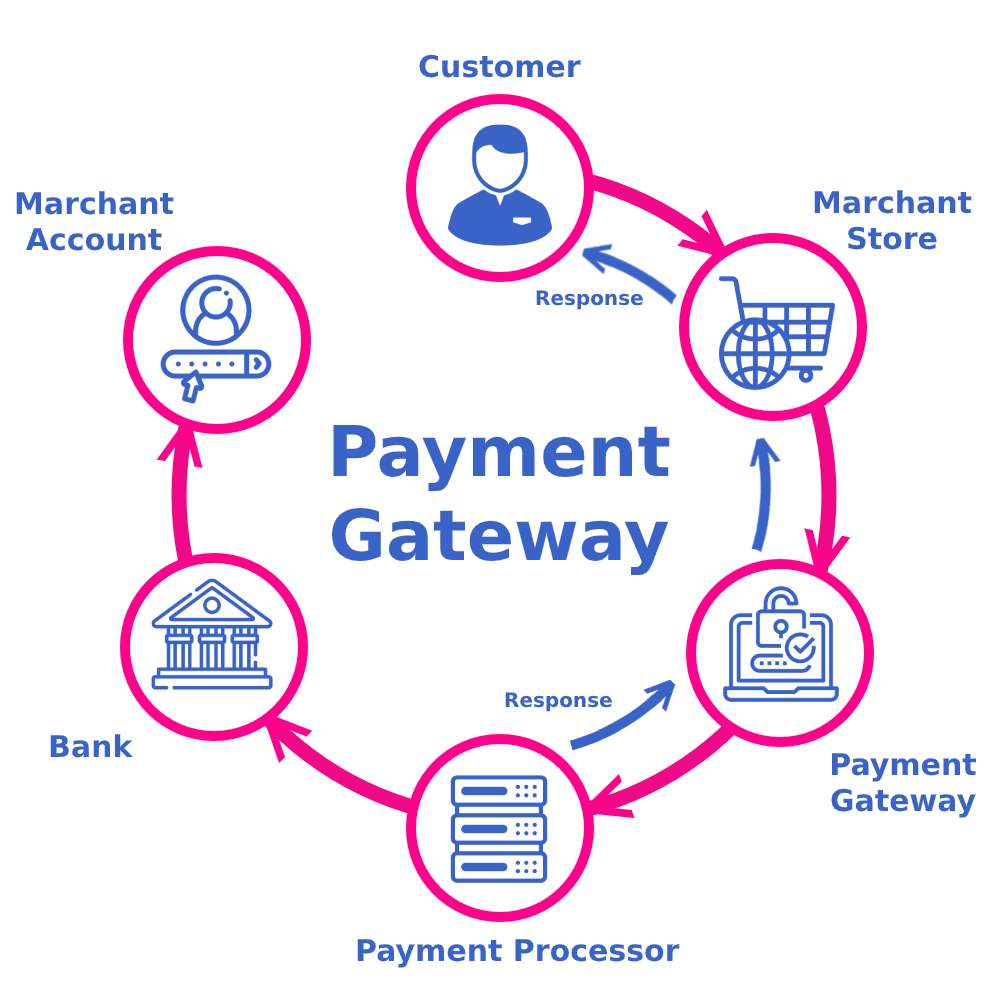 Customer
Marchant
Store
Marchant
Account
Response
Payment
Gateway
Response
Bank
Payment
Gateway
Payment Processor